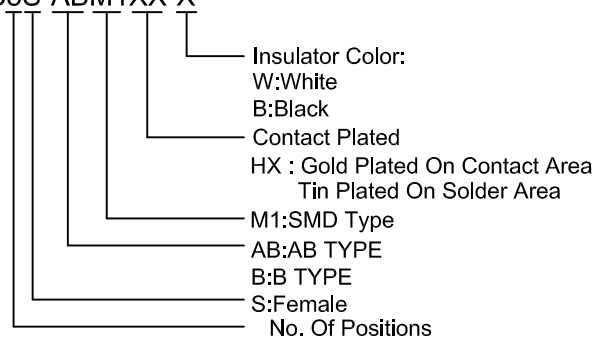 Insulator Color:
W:White
B:Black
Contact Plated
HX : Gold Plated On Contact Area
Tin Plated On Solder Area
M1:SMD Type
AB:AB TYPE
B:B TYPE
S:Female
No. Of Positions